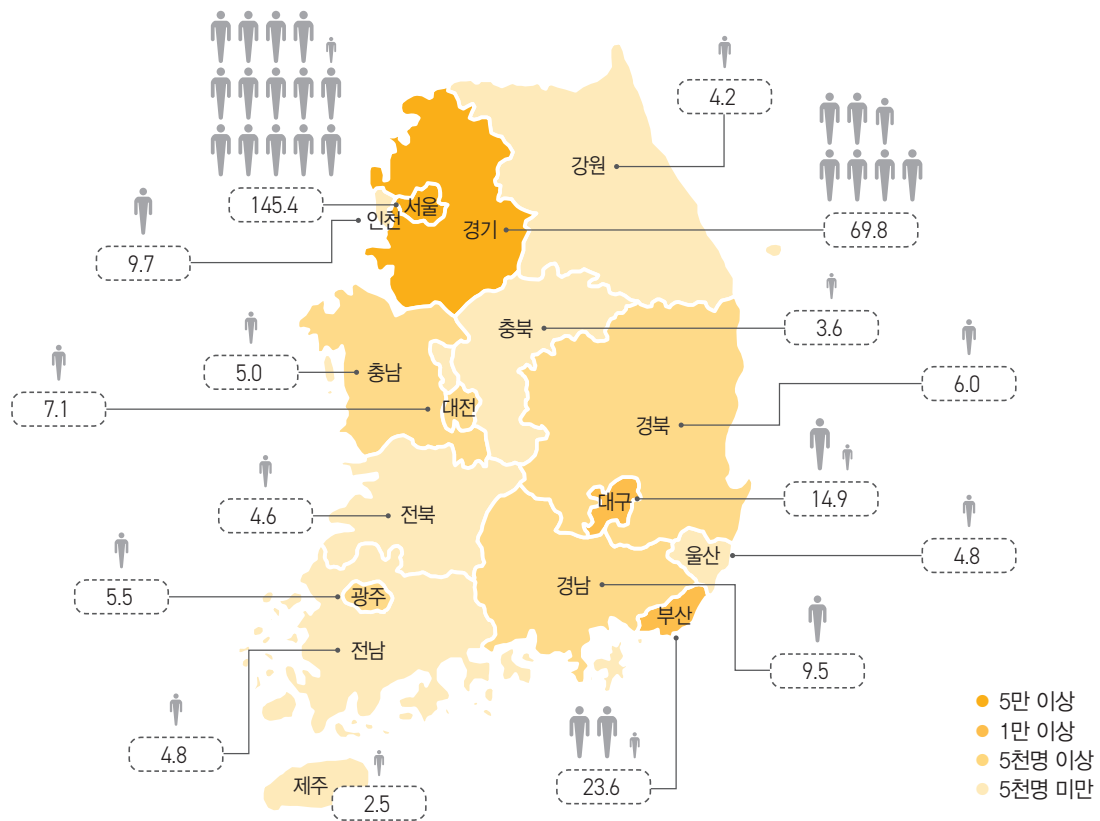 4.2
강원
145.4
서울
인천
경기
69.8
9.7
충북
3.6
5.0
충남
6.0
7.1
대전
경북
14.9
대구
4.6
전북
울산
4.8
5.5
광주
경남
부산
전남
9.5
4.8
제주
2.5
23.6
5만 이상
1만 이상
5천명 이상
5천명 미만